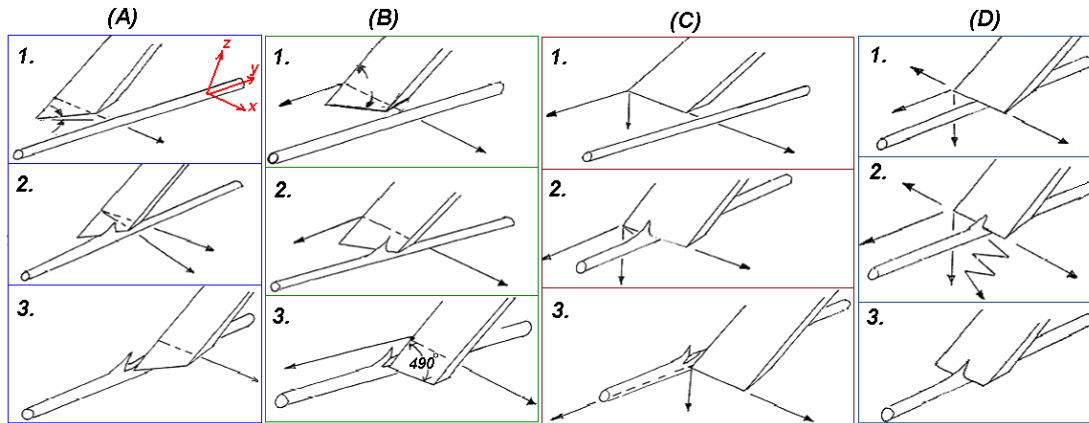 (A) (B) (C) (D)
1. 1. 1. 1.
z
y
x
2. 2. 2. 2.
3. 3. 3. 3.
490°